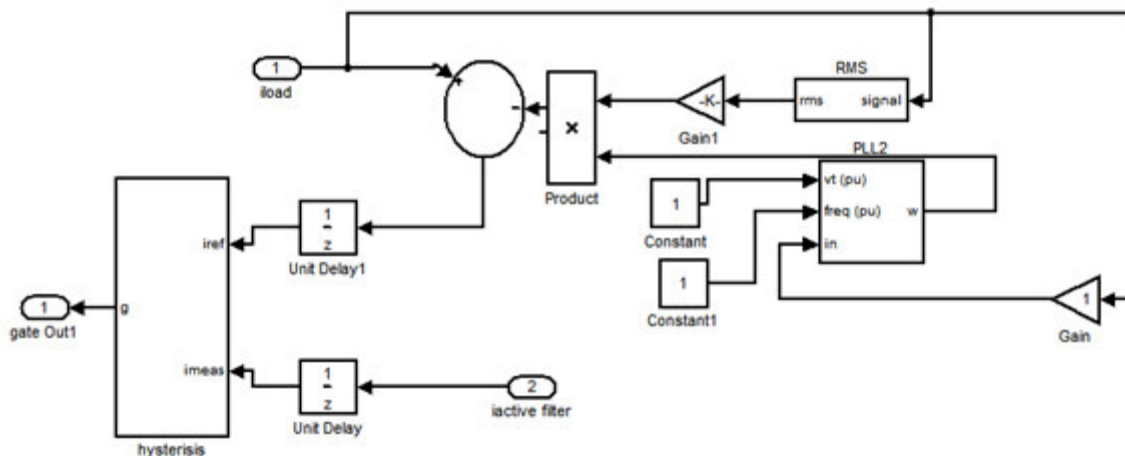 1
iload
+
-
×
Product
-K-
Gain1
RMS
rms
signal
PLL2
vt (pu)
freq (pu)
in
w
1
Constant
1
Constant1
1
Gain
1
z
Unit Delay1
iref
g
imeas
hysterisis
1
gate Out1
1
z
Unit Delay
2
iactive filter